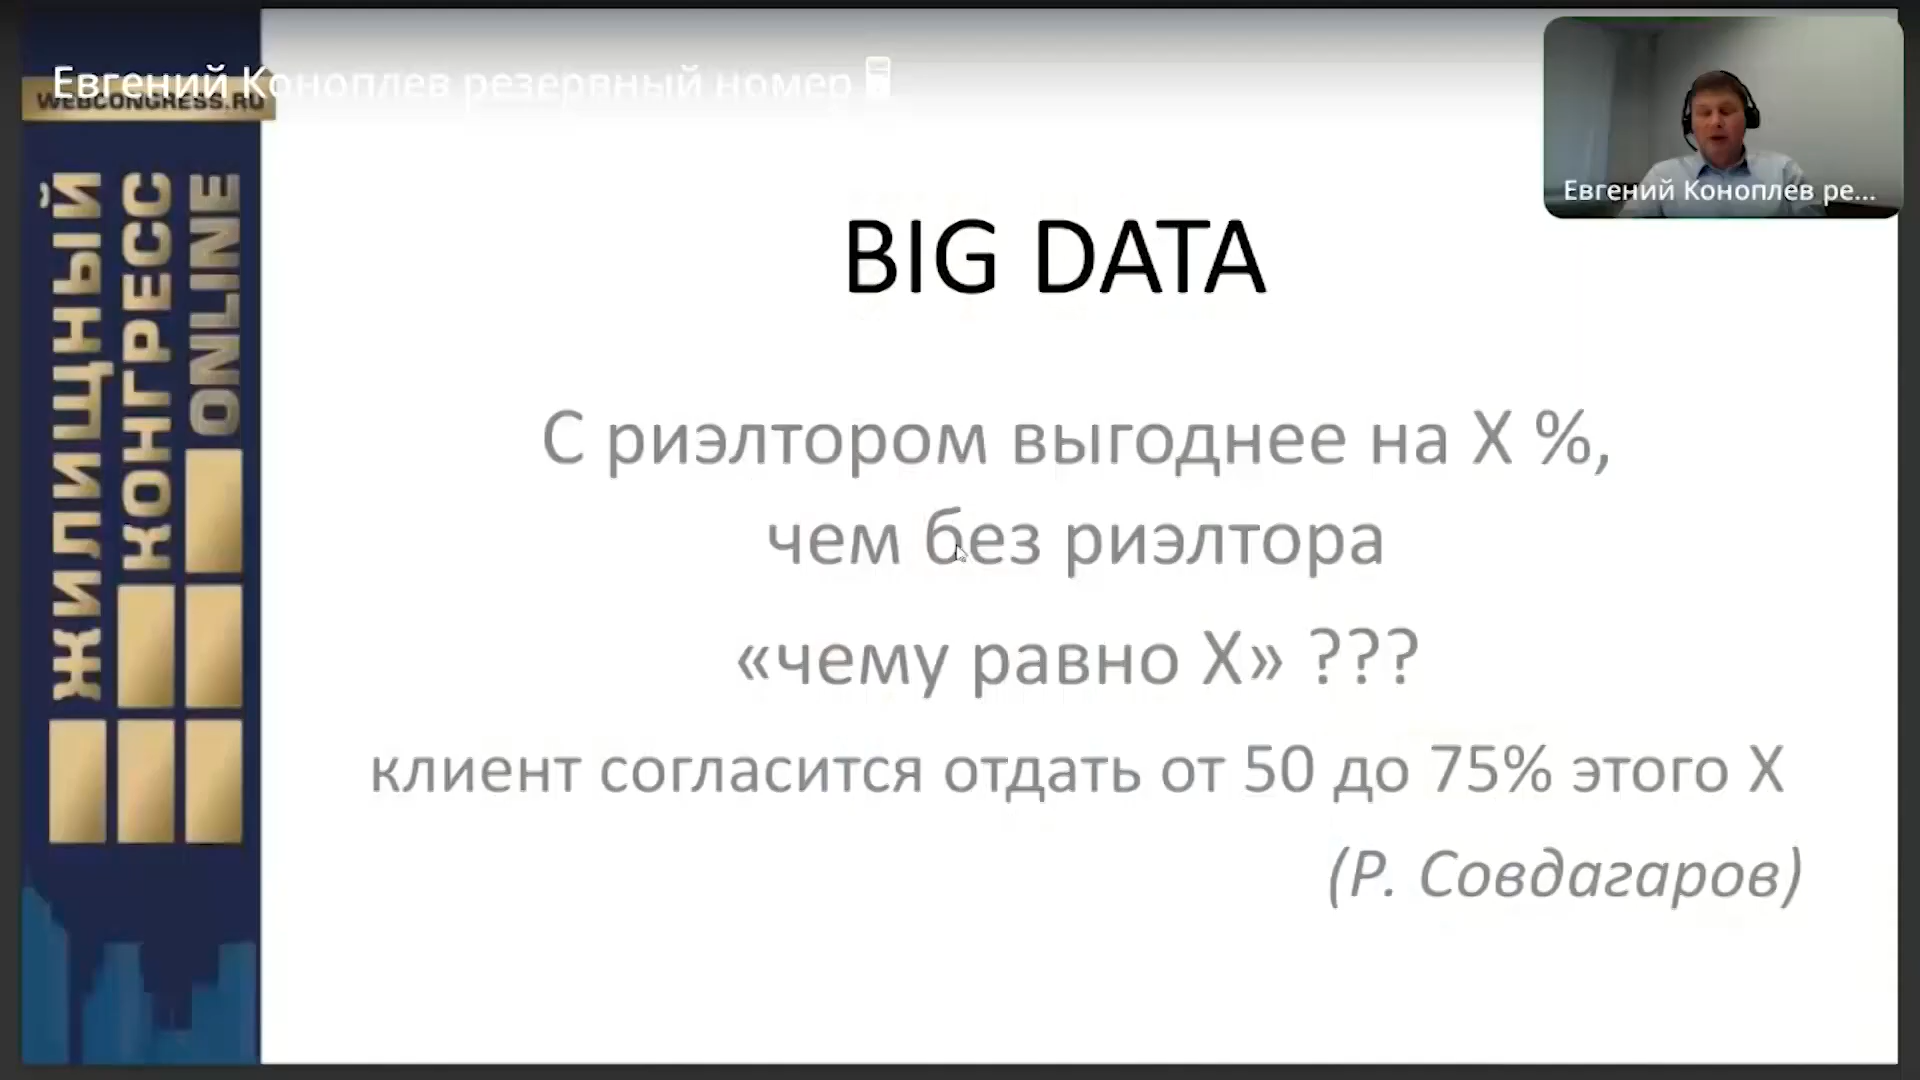 Евгений Коноплев резервный номер
WEBCONGRESS.RU
ЖИЛИЩНЫЙ
КОНГРЕСС
ONLINE
Евгений Коноплев ре...
BIG DATA
С риэлтором выгоднее на X %,
чем без риэлтора
«чему равно X» ???
клиент согласится отдать от 50 до 75% этого X
(Р. Совдагаров)